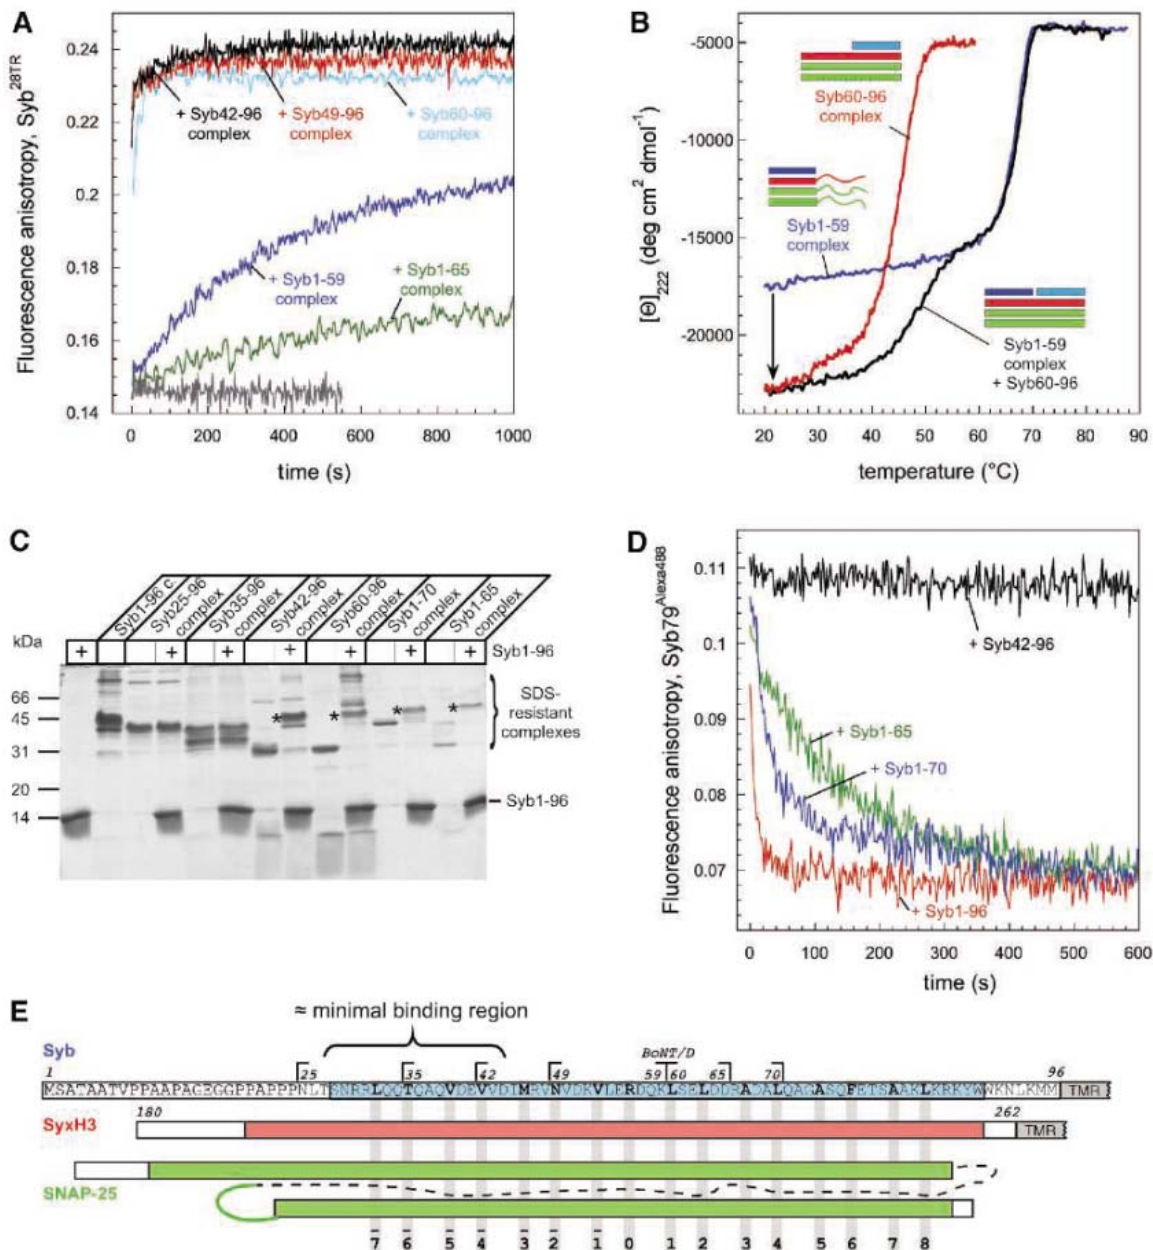 A
Fluorescence anisotropy, Syb28TR
0.24
0.22
0.2
0.18
0.16
0.14
+ Syb42-96
complex
+ Syb49-96
complex
+ Syb60-96
complex
+ Syb1-59
complex
+ Syb1-65
complex
0 200 400 600 800 1000
time (s)
B
[Θ]222 (deg cm2 dmol-1)
-5000
-10000
-15000
-20000
Syb60-96
complex
Syb1-59
complex
Syb1-59
complex
+ Syb60-96
20 30 40 50 60 70 80 90
temperature (°C)
C
Syb1-96 c.
Syb25-96
complex
Syb35-96
complex
Syb42-96
complex
Syb60-96
complex
Syb1-70
complex
Syb1-65
complex
kDa
+ + + + + + +
Syb1-96
66
45
31
20
14
* * * *
SDS-
resistant
complexes
Syb1-96
D
Fluorescence anisotropy, Syb79Alexa488
0.11
0.1
0.09
0.08
0.07
+ Syb42-96
+ Syb1-65
+ Syb1-70
+ Syb1-96
0 100 200 300 400 500 600
time (s)
E
≈ minimal binding region
Syb
BoNT/D
1 25 35 42 49 59 60 65 70 96
MSATAATVPPAAPAGEGGPPAPPPNLTSNRRLQQTQAQVDEVVDIMRVNVDKVLERDQKLSELDDRADALQAGASQFETSAAKLKRKYWWKNLKMM TMR
SyxH3
180 262
TMR
SNAP-25
-7 -6 -5 -4 -3 -2 -1 0 1 2 3 4 5 6 7 8